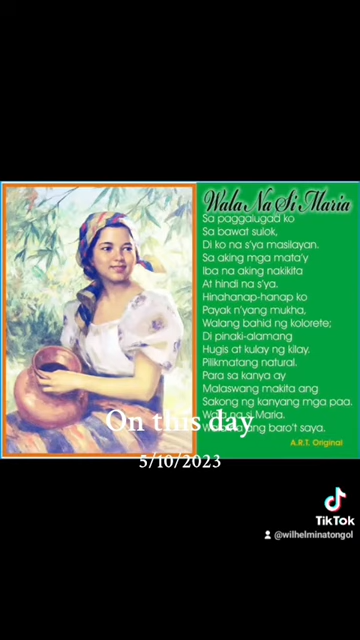 Wala Na Si Maria
Sa paggalugad ko
Sa bawat sulok,
Di ko na s'ya masilayan.
Sa aking mga mata'y
Iba na aking nakikita
At hindi na s'ya.
Hinahanap-hanap ko
Payak n'yang mukha,
Walang bahid ng kolorete;
Di pinaki-alamang
Hugis at kulay ng kilay.
Pilikmatang natural.
Para sa kanya ay
Malaswang makita ang
Sakong ng kanyang mga paa.
Wala na si Maria.
ang baro't saya.
A.R.T. Original
On this day
5/10/2023
TikTok
@wilhelminatongol